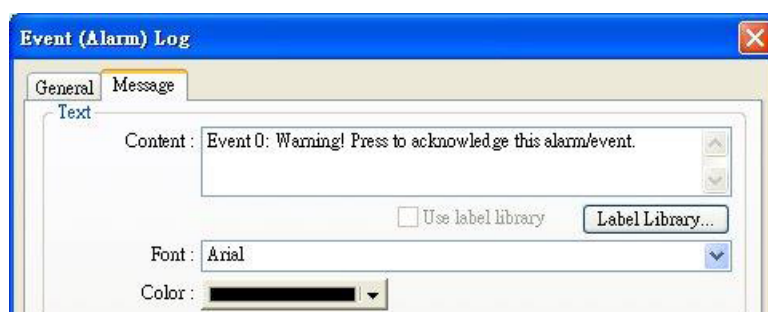 Event (Alarm) Log
General Message
Text
Content : Event 0: Warning! Press to acknowledge this alarm/event.
Use label library Label Library...
Font : Arial
Color :